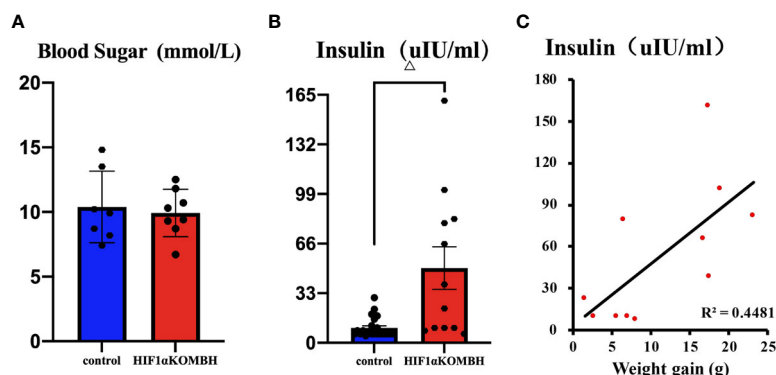 A
Blood Sugar (mmol/L)
20
15
10
5
0
control
HIF1αKOMBH
B
Insulin （uIU/ml）
△
165
132
99
66
33
0
control
HIF1αKOMBH
C
Insulin（uIU/ml）
180
150
120
90
60
30
0
R² = 0.4481
0 5 10 15 20 25
Weight gain (g)